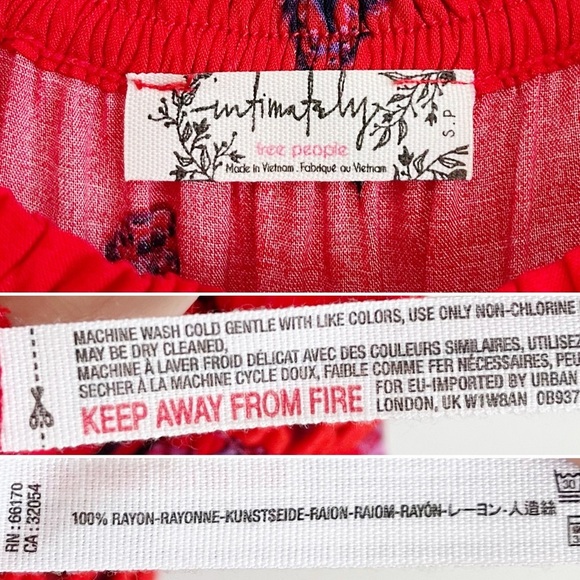 intimately
free people
Made in Vietnam . Fabriqué au Vietnam
S.P
MACHINE WASH COLD GENTLE WITH LIKE COLORS, USE ONLY NON-CHLORINE
MAY BE DRY CLEANED,
MACHINE À LAVER FROID DÉLICAT AVEC DES COULEURS SIMILAIRES, UTILISEZ
SECHER À LA MACHINE CYCLE DOUX, FAIBLE COMME FER NÉCESSAIRES,
KEEP AWAY FROM FIRE
FOR EU-IMPORTED BY URBAN
LONDON, UK W1W8AN 0B937
RN: 66170
CA: 32054
100% RAYON-RAYONNE-KUNSTSEIDE-RAION-RAIOM-RAYÓN-レーヨン-人造絲
30